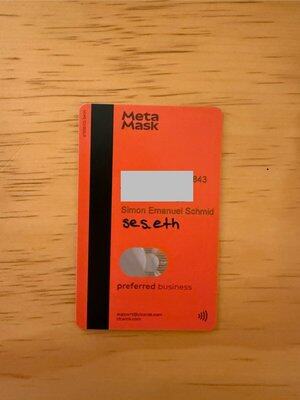 Meta
Mask
843
Simon Emanuel Schmid
ses.eth
preferred business